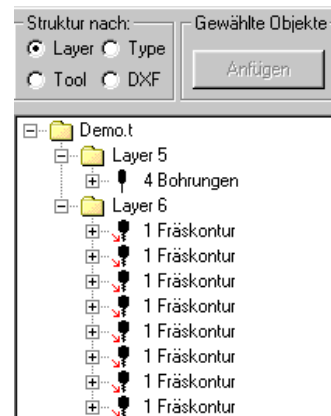 Struktur nach:
Gewählte Objekte
Layer
Type
Anfügen
Tool
DXF
Demo.t
Layer 5
4 Bohrungen
Layer 6
1 Fräskontur
1 Fräskontur
1 Fräskontur
1 Fräskontur
1 Fräskontur
1 Fräskontur
1 Fräskontur
1 Fräskontur